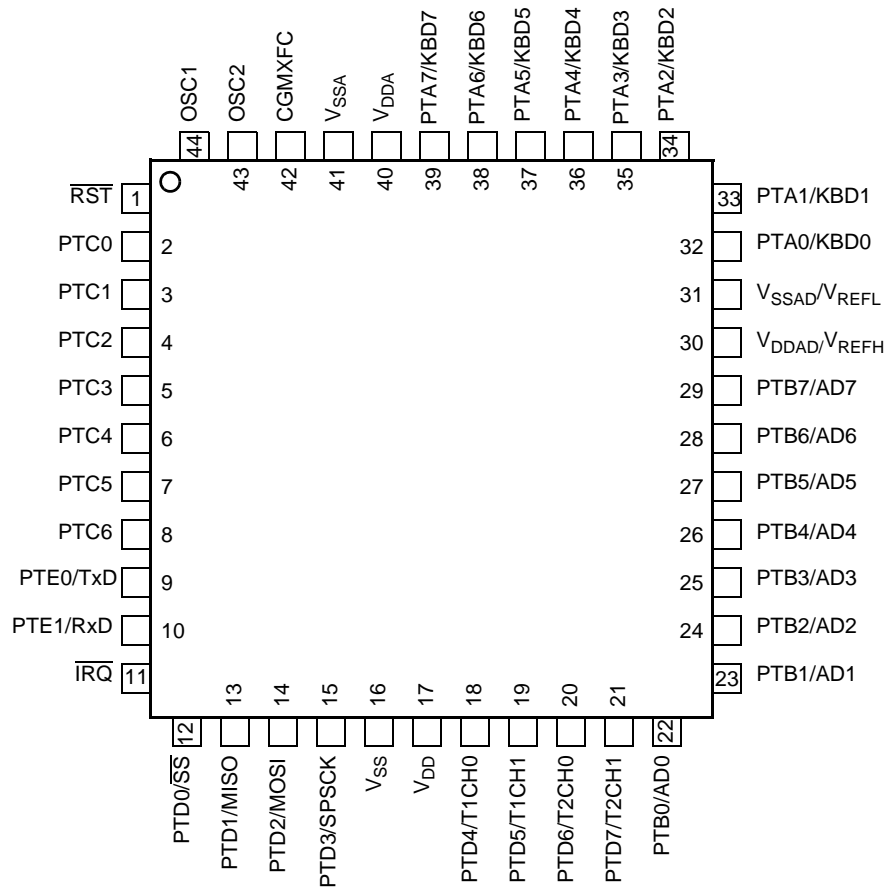 OSC1
OSC2
CGMXFC
VSSA
VDDA
PTA7/KBD7
PTA6/KBD6
PTA5/KBD5
PTA4/KBD4
PTA3/KBD3
PTA2/KBD2
44
43
42
41
40
39
38
37
36
35
34
RST 1
33 PTA1/KBD1
PTC0 2
32 PTA0/KBD0
PTC1 3
31 VSSAD/VREFL
PTC2 4
30 VDDAD/VREFH
PTC3 5
29 PTB7/AD7
PTC4 6
28 PTB6/AD6
PTC5 7
27 PTB5/AD5
PTC6 8
26 PTB4/AD4
PTE0/TxD 9
25 PTB3/AD3
PTE1/RxD 10
24 PTB2/AD2
IRQ 11
23 PTB1/AD1
12
13
14
15
16
17
18
19
20
21
22
PTD0/SS
PTD1/MISO
PTD2/MOSI
PTD3/SPSCK
VSS
VDD
PTD4/T1CH0
PTD5/T1CH1
PTD6/T2CH0
PTD7/T2CH1
PTB0/AD0